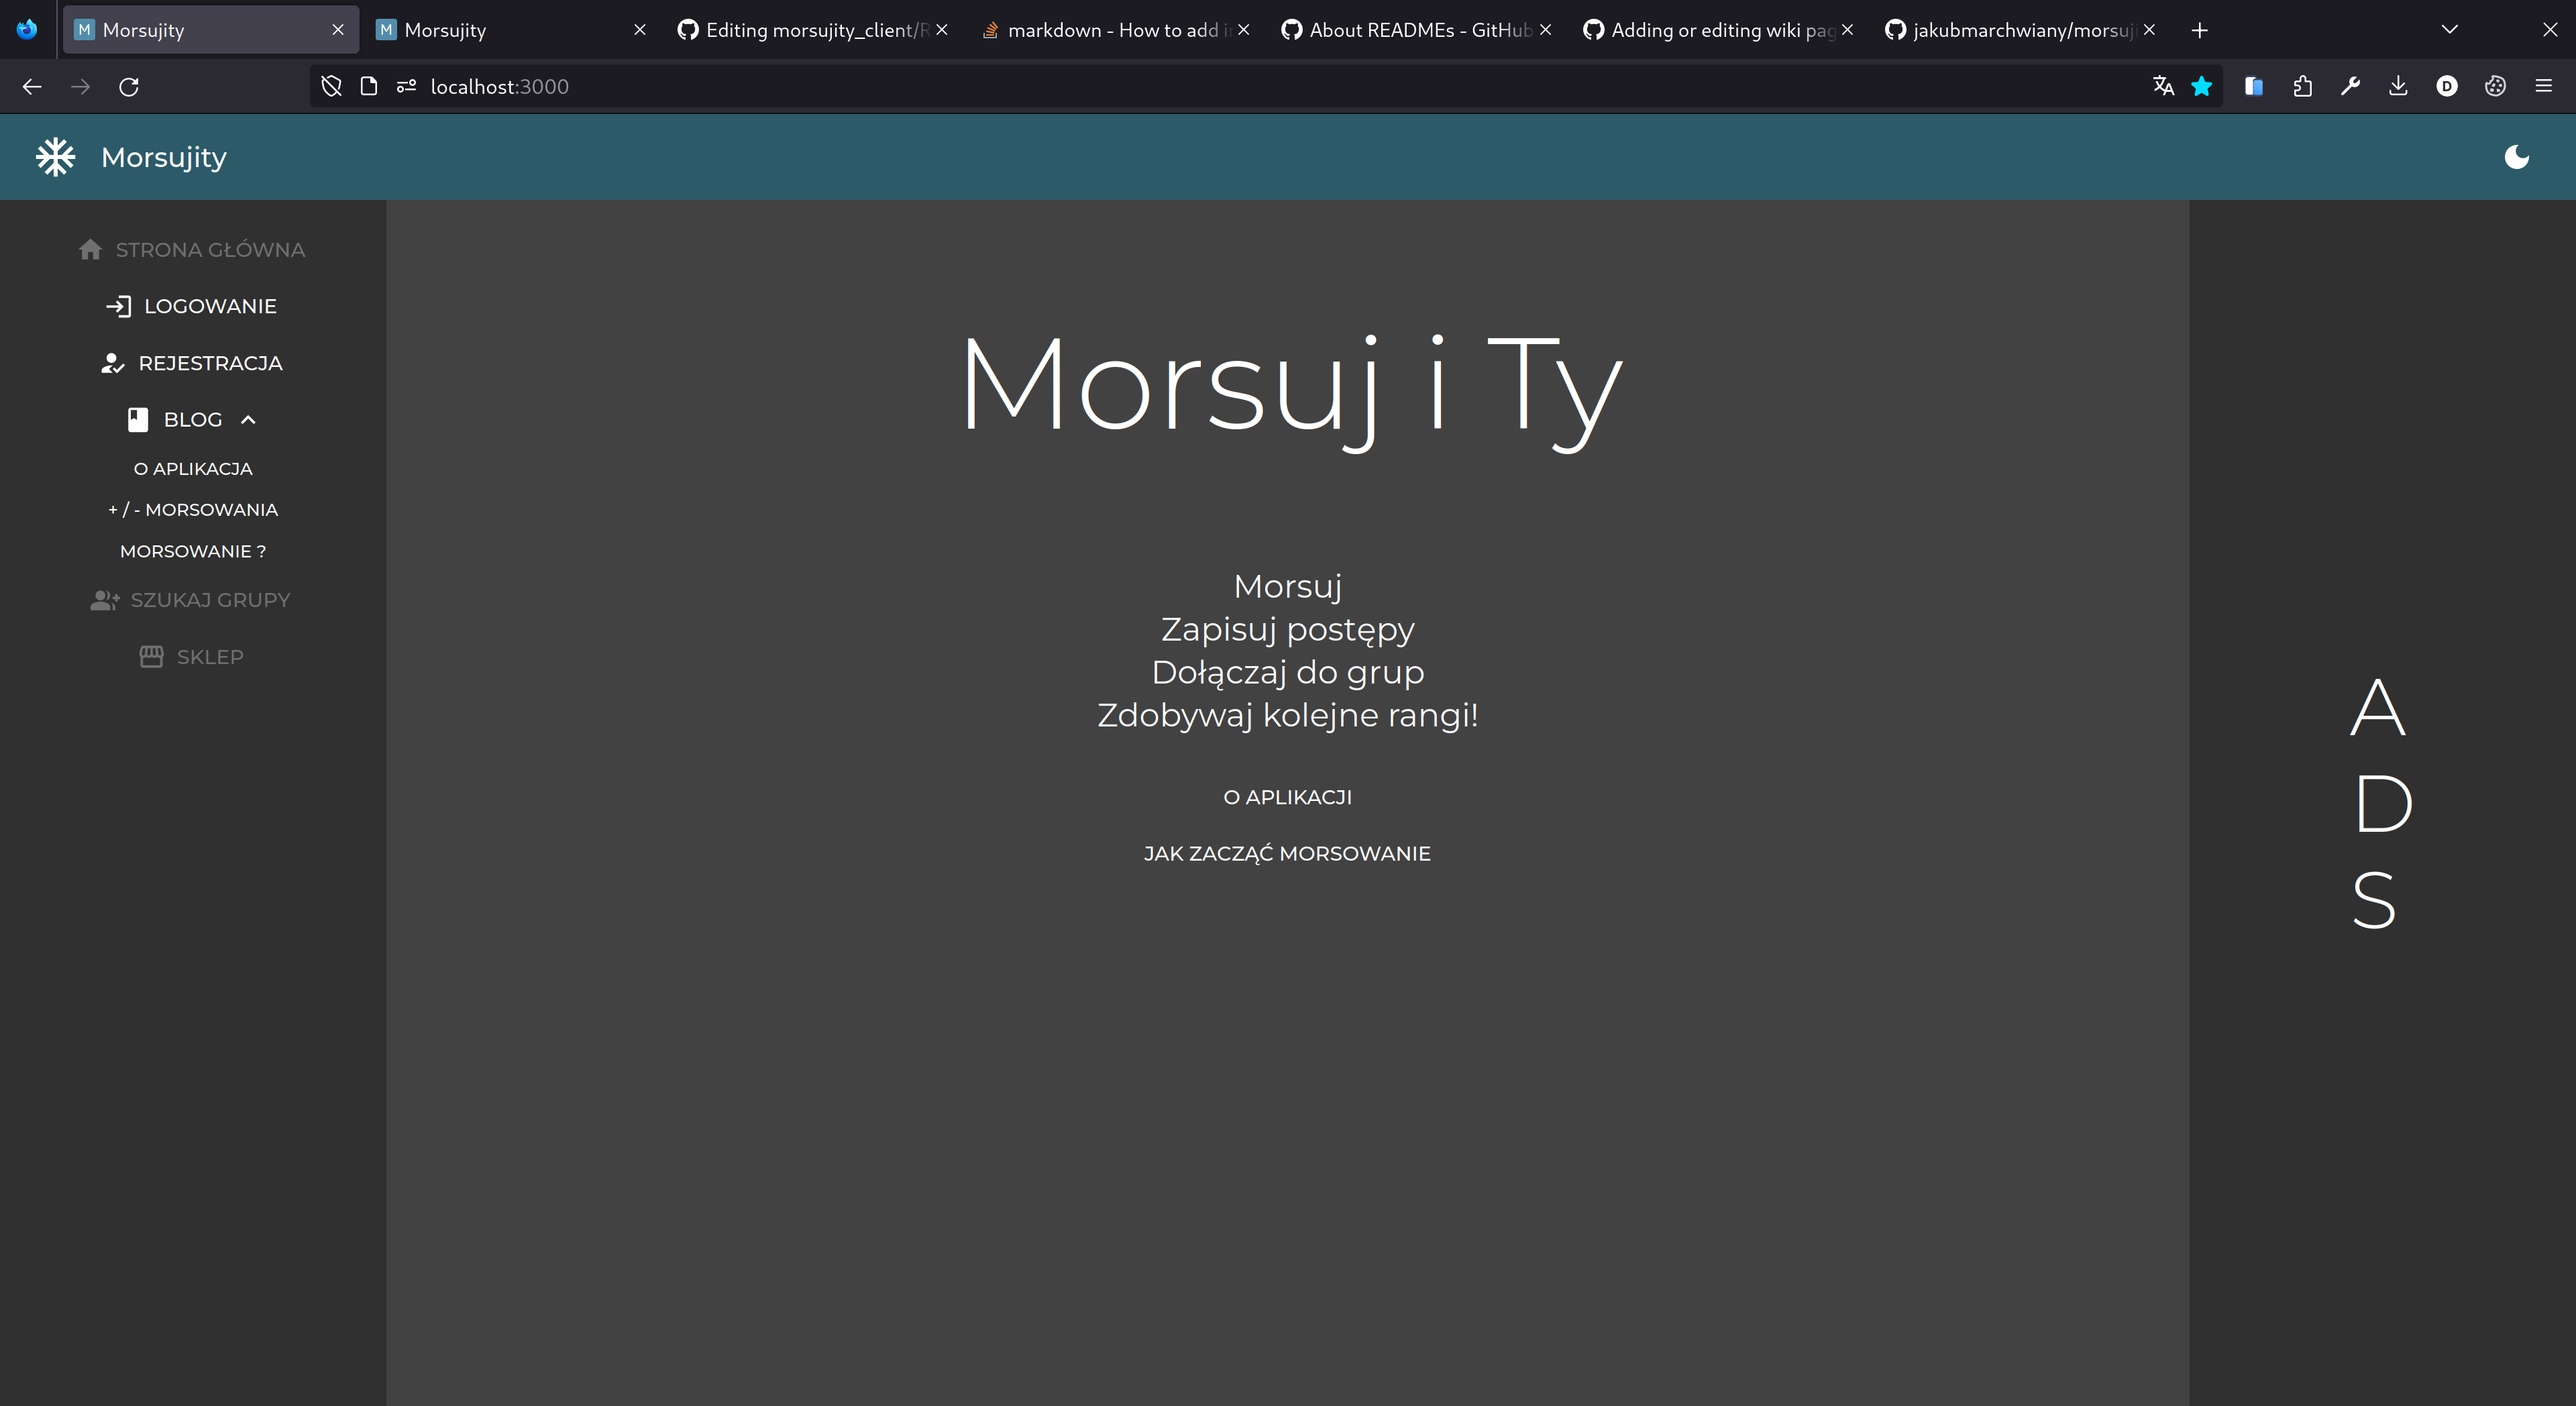 Morsujity
Morsujity
Editing morsujity_client/R
markdown - How to add i
About READMEs - GitHub
Adding or editing wiki pag
jakubmarchwiany/morsuji
localhost:3000
Morsujity
STRONA GŁÓWNA
LOGOWANIE
REJESTRACJA
BLOG
O APLIKACJA
+ / - MORSOWANIA
MORSOWANIE ?
SZUKAJ GRUPY
SKLEP
Morsuj i Ty
Morsuj
Zapisuj postępy
Dołączaj do grup
Zdobywaj kolejne rangi!
O APLIKACJI
JAK ZACZĄĆ MORSOWANIE
A
D
S